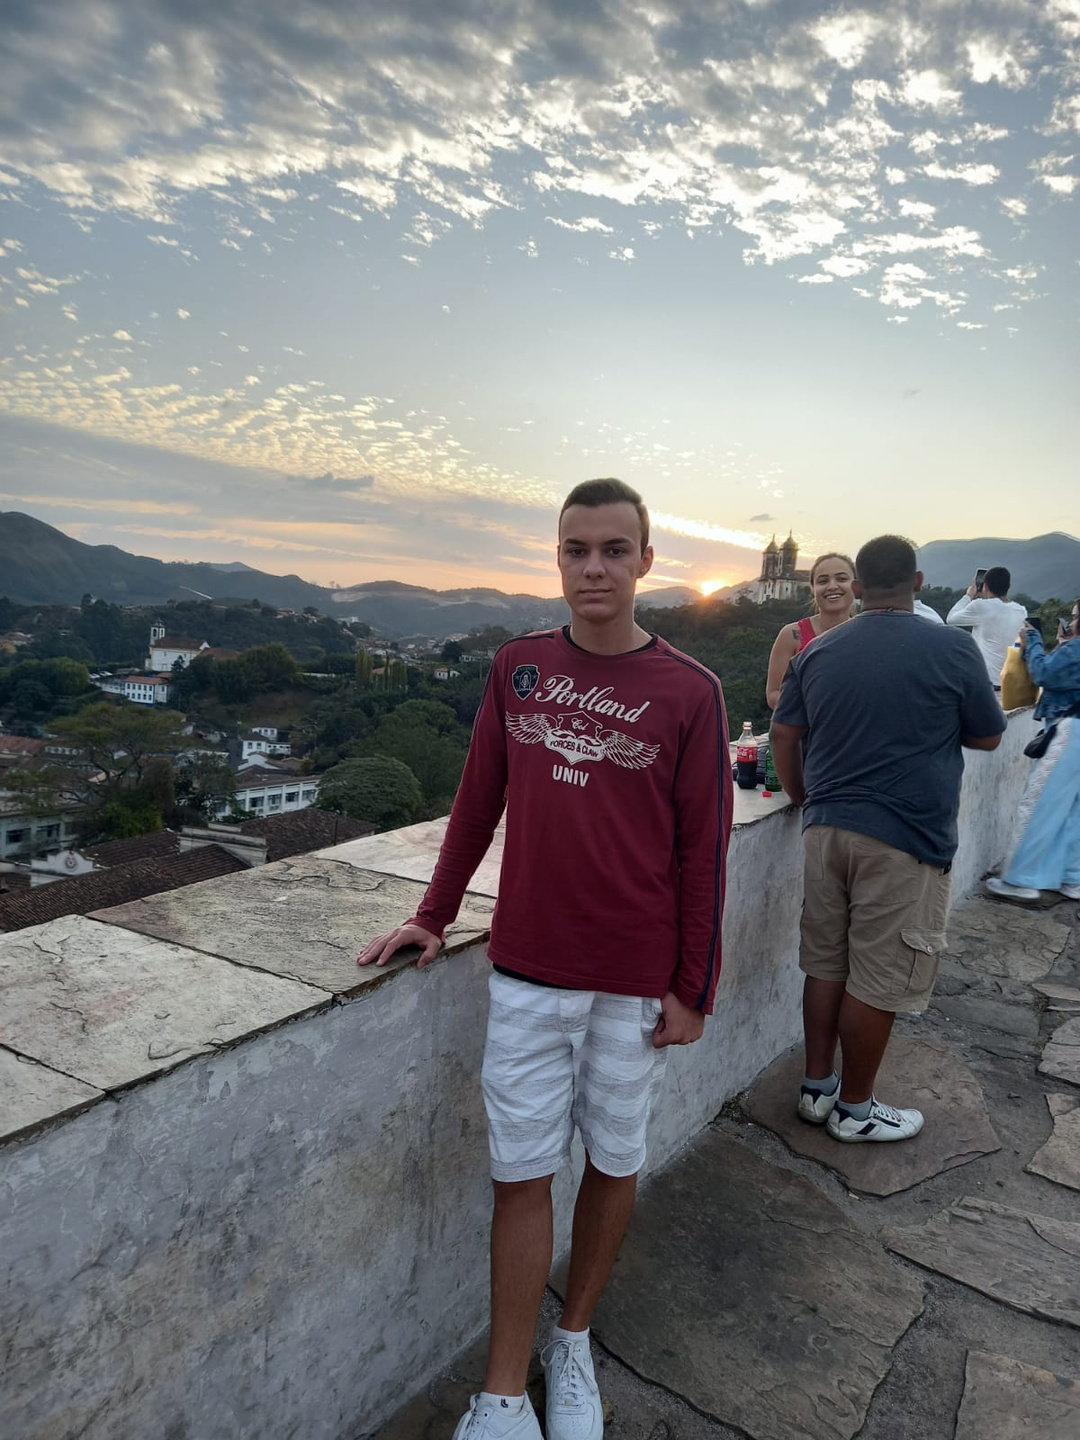 Portland
FORCES & CLAW
UNIV